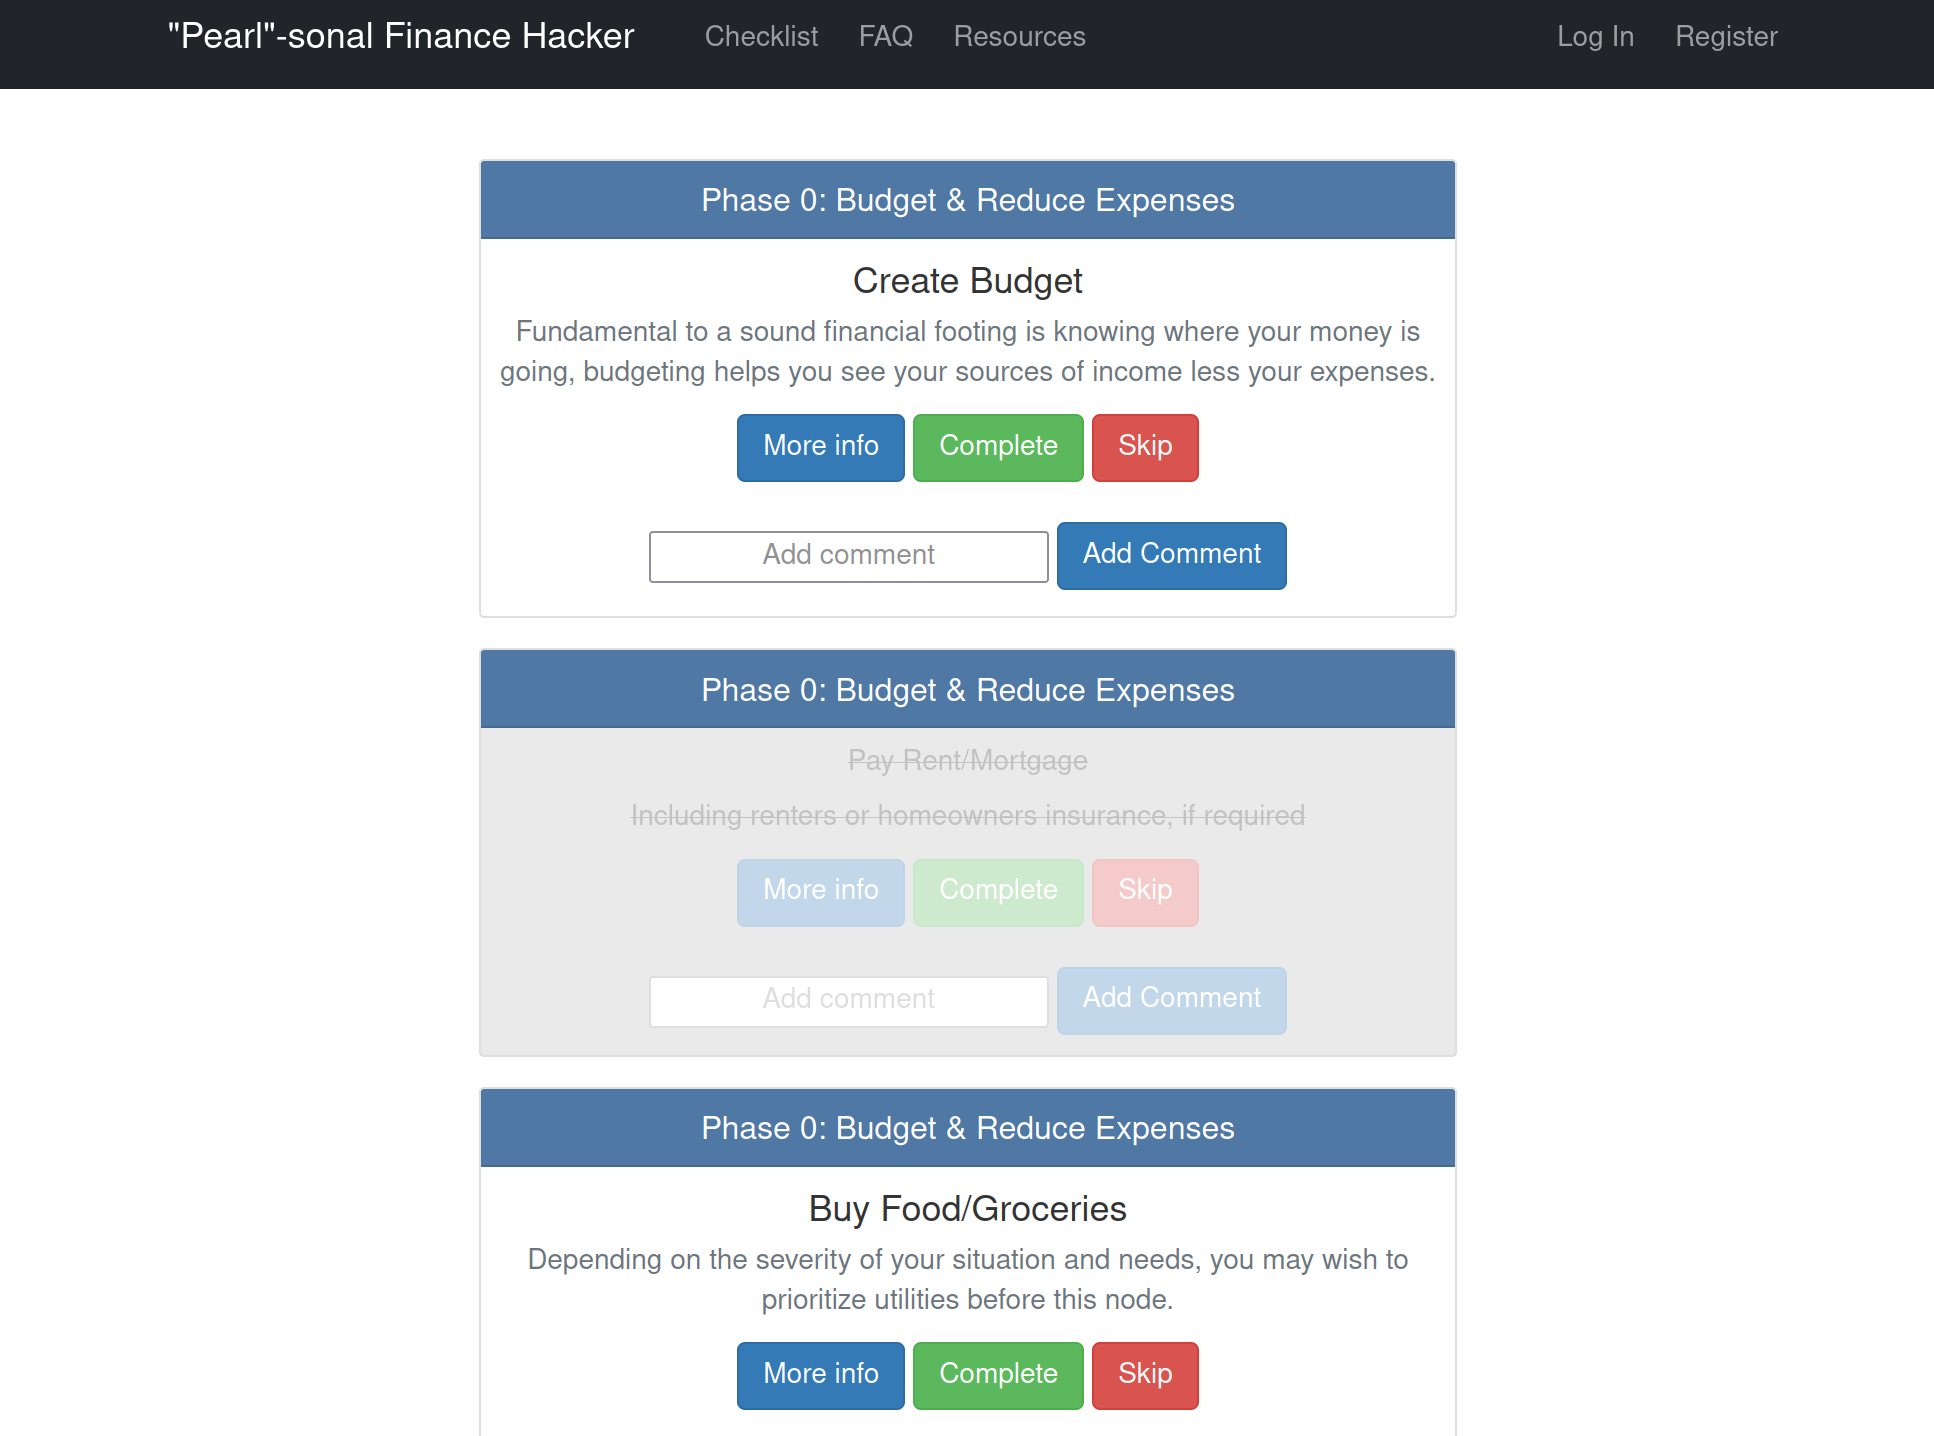 "Pearl"-sonal Finance Hacker Checklist FAQ Resources Log In Register
Phase 0: Budget & Reduce Expenses
Create Budget
Fundamental to a sound financial footing is knowing where your money is
going, budgeting helps you see your sources of income less your expenses.
More info Complete Skip
Add comment Add Comment
Phase 0: Budget & Reduce Expenses
Pay Rent/Mortgage
Including renters or homeowners insurance, if required
More info Complete Skip
Add comment Add Comment
Phase 0: Budget & Reduce Expenses
Buy Food/Groceries
Depending on the severity of your situation and needs, you may wish to
prioritize utilities before this node.
More info Complete Skip